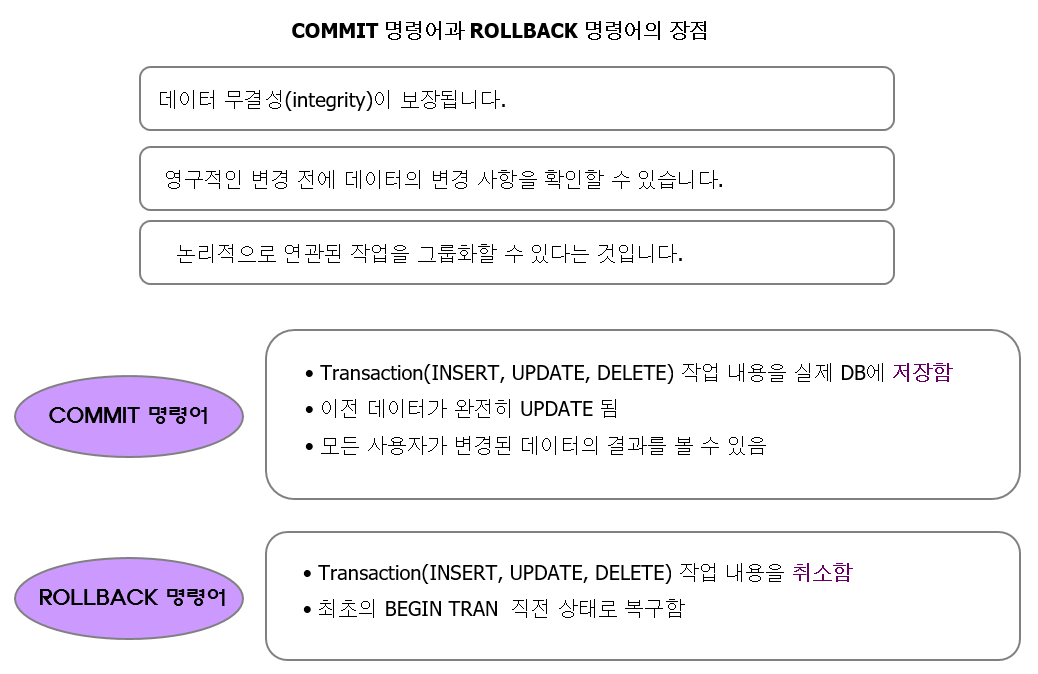 COMMIT 명령어과 ROLLBACK 명령어의 장점
데이터 무결성(integrity)이 보장됩니다.
영구적인 변경 전에 데이터의 변경 사항을 확인할 수 있습니다.
논리적으로 연관된 작업을 그룹화할 수 있다는 것입니다.
COMMIT 명령어
• Transaction(INSERT, UPDATE, DELETE) 작업 내용을 실제 DB에 저장함
• 이전 데이터가 완전히 UPDATE 됨
• 모든 사용자가 변경된 데이터의 결과를 볼 수 있음
ROLLBACK 명령어
• Transaction(INSERT, UPDATE, DELETE) 작업 내용을 취소함
• 최초의 BEGIN TRAN 직전 상태로 복구함